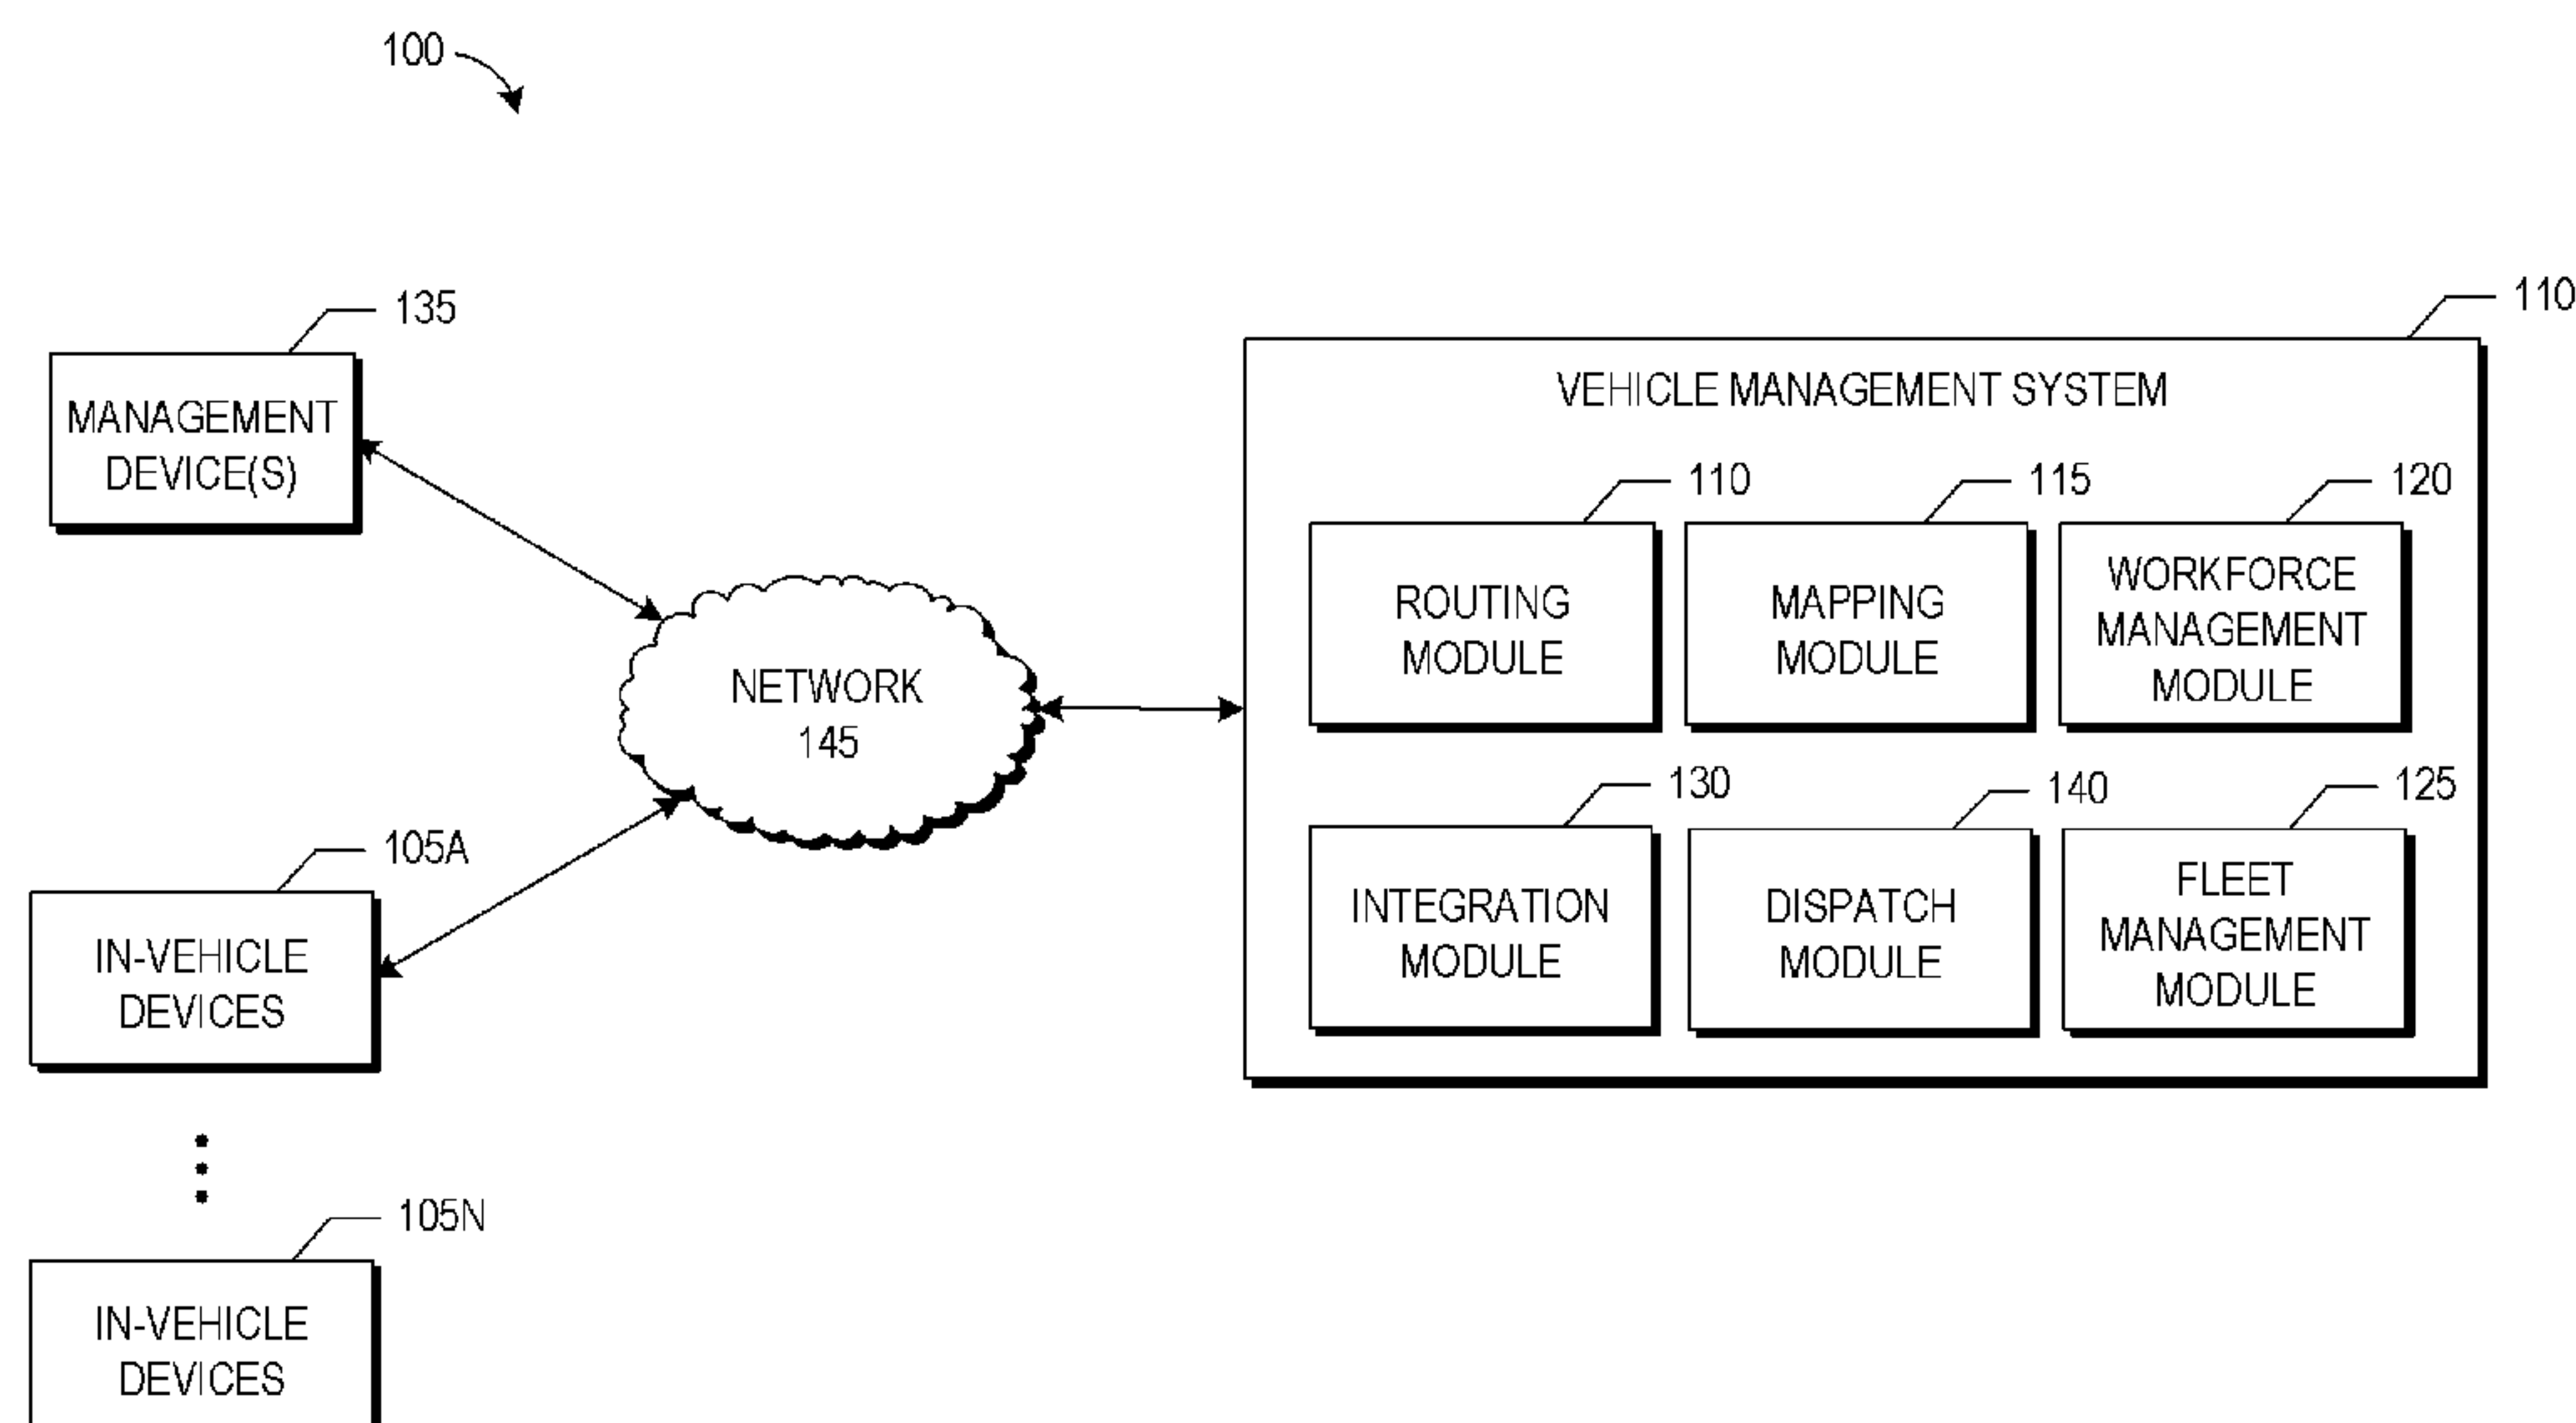 100
135
MANAGEMENT
DEVICE(S)
105A
IN-VEHICLE
DEVICES
105N
IN-VEHICLE
DEVICES
NETWORK
145
110
VEHICLE MANAGEMENT SYSTEM
110
ROUTING
MODULE
115
MAPPING
MODULE
120
WORKFORCE
MANAGEMENT
MODULE
130
INTEGRATION
MODULE
140
DISPATCH
MODULE
125
FLEET
MANAGEMENT
MODULE